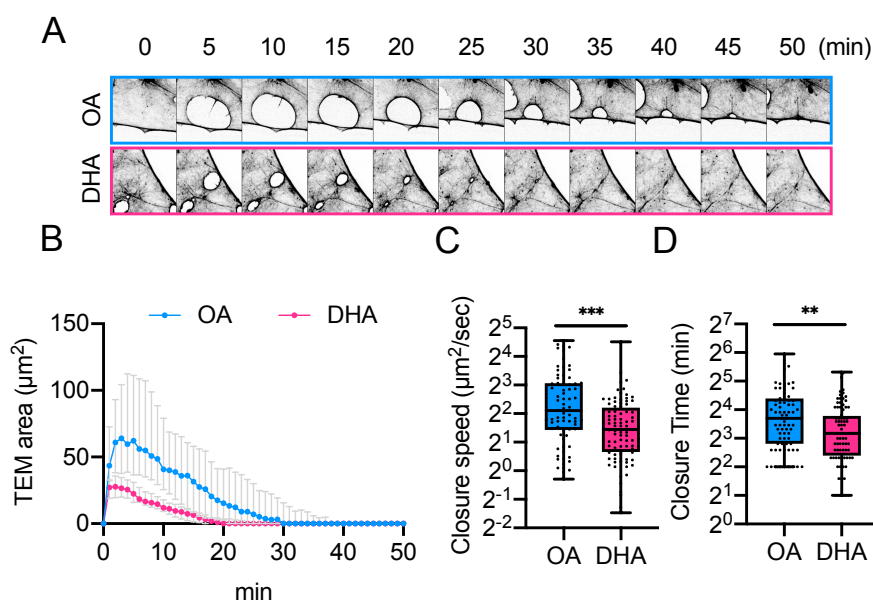 A
0 5 10 15 20 25 30 35 40 45 50 (min)
OA
DHA
B
OA DHA
TEM area (µm²)
150
100
50
0
0 10 20 30 40 50
min
C
***
Closure speed (µm²/sec)
2⁵
2³
2²
2¹
2⁰
2⁻¹
2⁻²
OA DHA
D
**
Closure Time (min)
2⁷
2⁶
2⁵
2⁴
2³
2²
2¹
2⁰
OA DHA